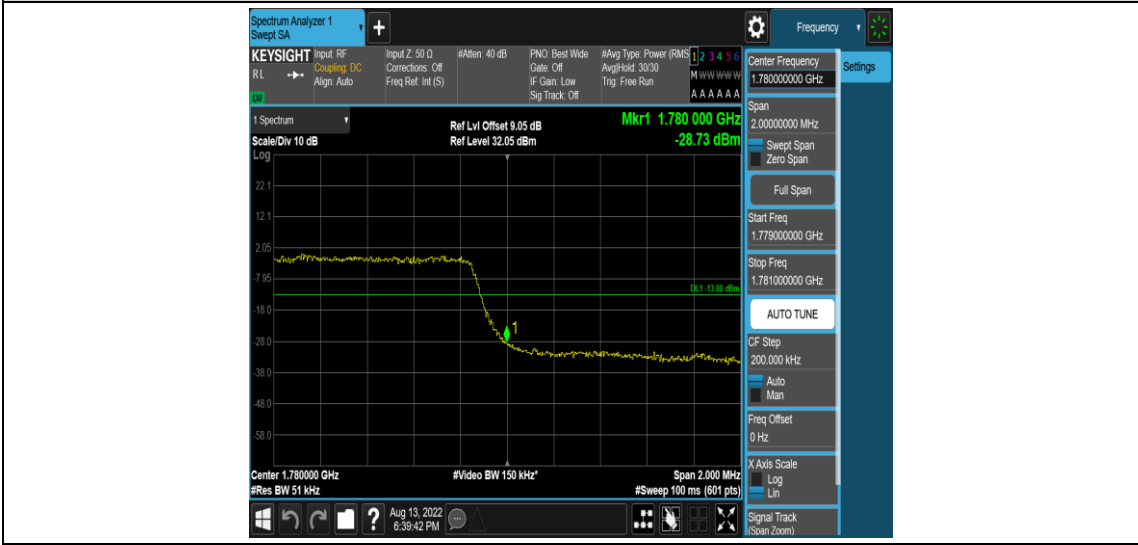 Spectrum Analyzer 1
Swept SA
+
Frequency
KEYSIGHT
RL
LM
Input: RF
Coupling: DC
Align: Auto
Input Z: 50 Ω
Corrections: Off
Freq Ref: Int (S)
#Atten: 40 dB
PNO: Best Wide
Gate: Off
IF Gain: Low
Sig Track: Off
#Avg Type: Power (RMS
Avg|Hold: 30/30
Trig: Free Run
1 2 3 4 5 6
M W W W W W
A A A A A A
1 Spectrum
Scale/Div 10 dB
Ref Lvl Offset 9.05 dB
Ref Level 32.05 dBm
Mkr1 1.780 000 GHz
-28.73 dBm
Log
22.1
12.1
2.05
-7.95
-18.0
-28.0
-38.0
-48.0
-58.0
DL1 -13.00 dBm
1
Center 1.780000 GHz
#Res BW 51 kHz
#Video BW 150 kHz*
Span 2.000 MHz
#Sweep 100 ms (601 pts)
Center Frequency
1.780000000 GHz
Settings
Span
2.00000000 MHz
Swept Span
Zero Span
Full Span
Start Freq
1.779000000 GHz
Stop Freq
1.781000000 GHz
AUTO TUNE
CF Step
200.000 kHz
Auto
Man
Freq Offset
0 Hz
X Axis Scale
Log
Lin
Signal Track
(Span Zoom)
?
Aug 13, 2022
6:39:42 PM